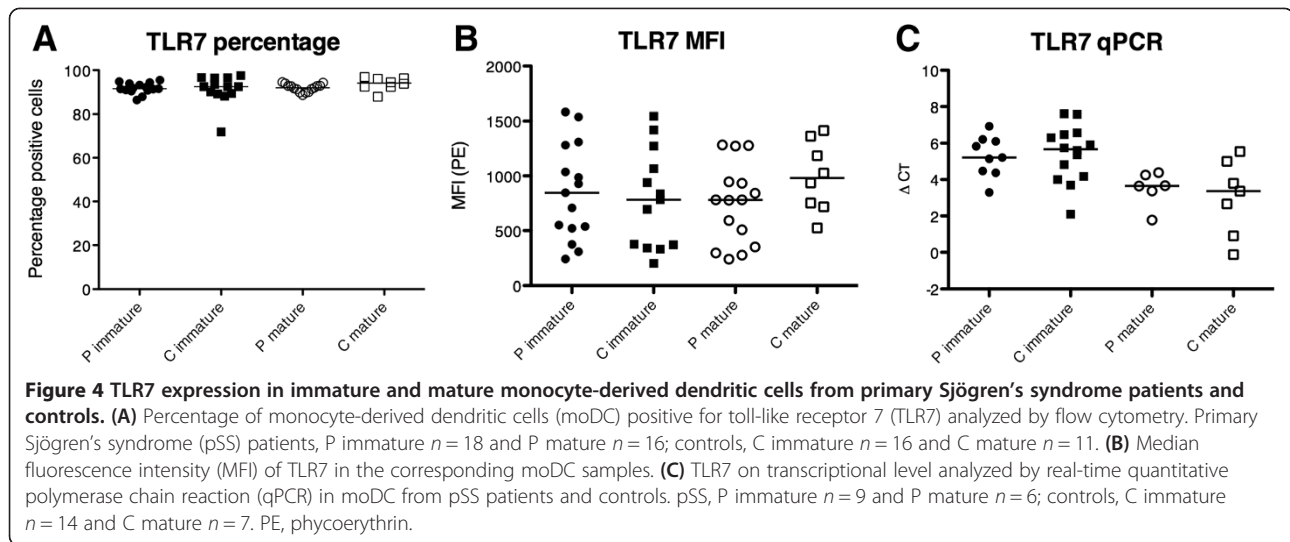 A
TLR7 percentage
Percentage positive cells
100
80
60
40
20
0
P immature
C immature
P mature
C mature
B
TLR7 MFI
MFI (PE)
2000
1500
1000
500
0
P immature
C immature
P mature
C mature
C
TLR7 qPCR
Δ CT
10
8
6
4
2
0
-2
P immature
C immature
P mature
C mature
Figure 4 TLR7 expression in immature and mature monocyte-derived dendritic cells from primary Sjögren's syndrome patients and
controls. (A) Percentage of monocyte-derived dendritic cells (moDC) positive for toll-like receptor 7 (TLR7) analyzed by flow cytometry. Primary
Sjögren's syndrome (pSS) patients, P immature n = 18 and P mature n = 16; controls, C immature n = 16 and C mature n = 11. (B) Median
fluorescence intensity (MFI) of TLR7 in the corresponding moDC samples. (C) TLR7 on transcriptional level analyzed by real-time quantitative
polymerase chain reaction (qPCR) in moDC from pSS patients and controls. pSS, P immature n = 9 and P mature n = 6; controls, C immature
n = 14 and C mature n = 7. PE, phycoerythrin.